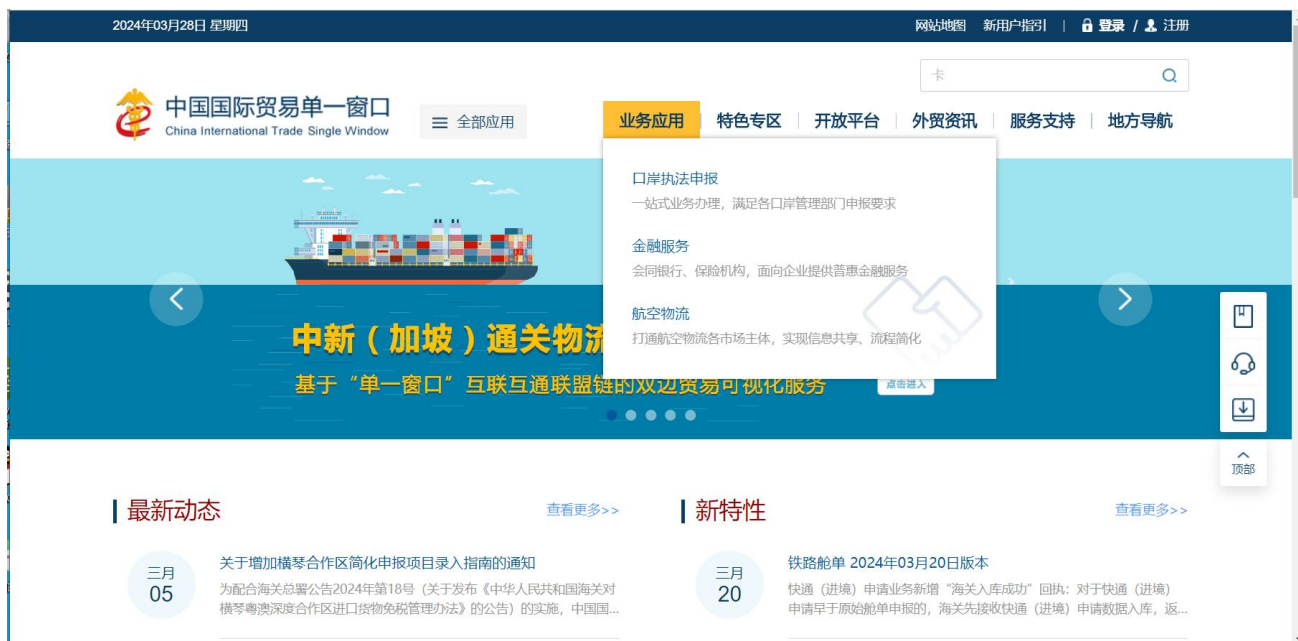 2024年03月28日 星期四
网站地图 新用户指引 | 登录 / 注册
卡
中国国际贸易单一窗口
China International Trade Single Window
全部应用
业务应用 特色专区 开放平台 外贸资讯 服务支持 地方导航
口岸执法申报
一站式业务办理，满足各口岸管理部门申报要求
金融服务
会同银行、保险机构，面向企业提供普惠金融服务
航空物流
打通航空物流各市场主体，实现信息共享、流程简化
中新（加坡）通关物流
基于“单一窗口”互联互通联盟链的双边贸易可视化服务
点击进入
顶部
最新动态
查看更多>>
三月
05
关于增加横琴合作区简化申报项目录入指南的通知
为配合海关总署公告2024年第18号（关于发布《中华人民共和国海关对
横琴粤澳深度合作区进口货物免税管理办法》的公告）的实施，中国国...
新特性
查看更多>>
三月
20
铁路舱单 2024年03月20日版本
快通（进境）申请业务新增“海关入库成功”回执：对于快通（进境）
申请早于原始舱单申报的，海关先接收快通（进境）申请数据入库，返...